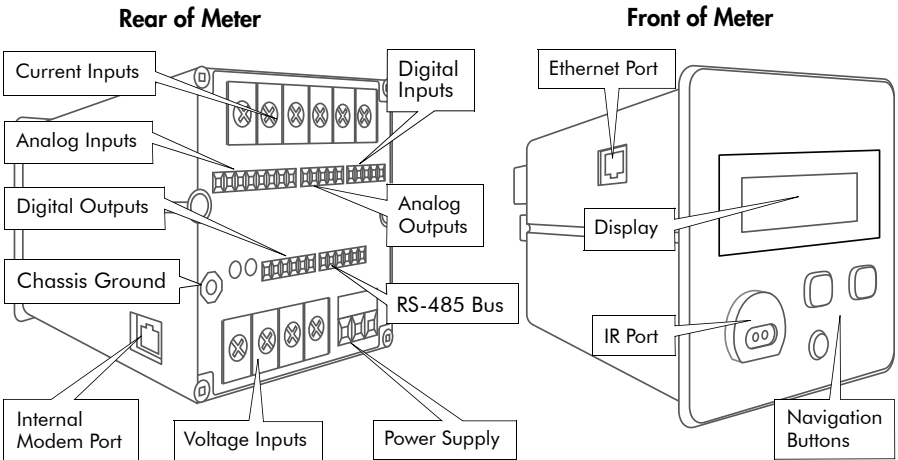 Rear of Meter
Front of Meter
Current Inputs
Digital
Inputs
Analog Inputs
Digital Outputs
Analog
Outputs
Chassis Ground
RS-485 Bus
Internal
Modem Port
Voltage Inputs
Power Supply
Ethernet Port
Display
IR Port
Navigation
Buttons